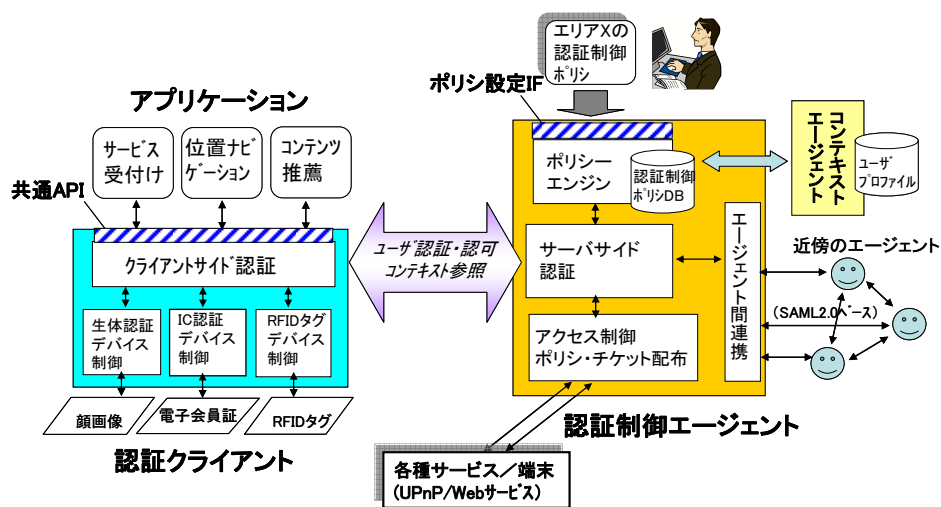 エリアXの
認証制御
ポリシ
ポリシ設定IF
アプリケーション
サービス
受付け
位置ナビ
ゲーション
コンテンツ
推薦
共通API
クライアントサイド認証
生体認証
デバイス
制御
IC認証
デバイス
制御
RFIDタグ
デバイス
制御
顔画像
電子会員証
RFIDタグ
認証クライアント
ユーザ認証・認可
コンテキスト参照
ポリシー
エンジン
認証制御
ポリシDB
サーバサイド
認証
アクセス制御
ポリシ・チケット配布
エージェント間連携
認証制御エージェント
コンテキスト
エージェント
ユーザ
プロファイル
近傍のエージェント
(SAML2.0ベース)
各種サービス/端末
(UPnP/Webサービス)